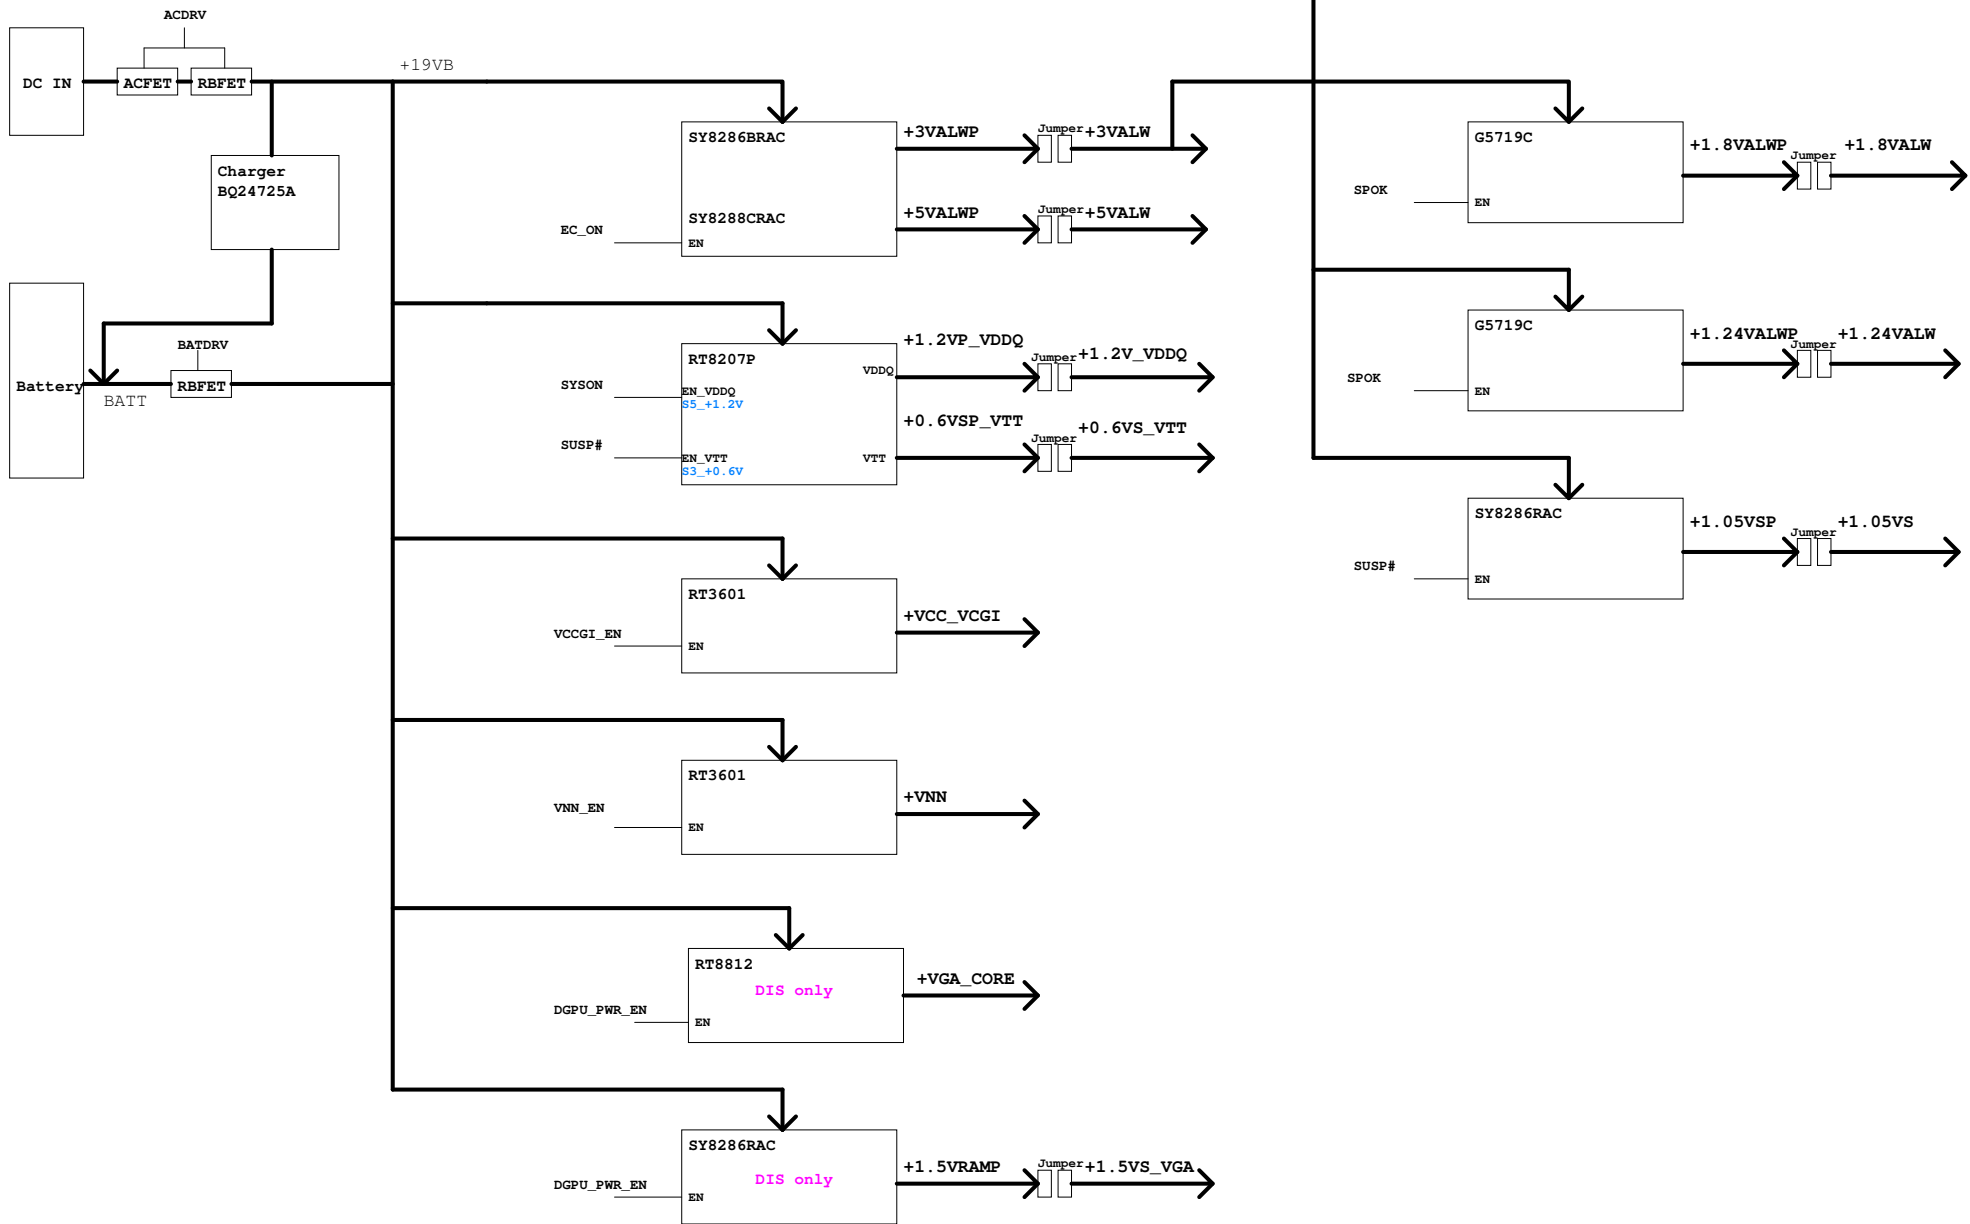 ACDRV
DC IN
ACFET
RBFET
+19VB
Charger
BQ24725A
Battery
BATT
BATDRV
RBFET
SY8286BRAC
SY8288CRAC
EC_ON
EN
+3VALWP
Jumper
+3VALW
+5VALWP
Jumper
+5VALW
RT8207P
SYSON
EN_VDDQ
S5_+1.2V
SUSP#
EN_VTT
S3_+0.6V
VDDQ
VTT
+1.2VP_VDDQ
Jumper
+1.2V_VDDQ
+0.6VSP_VTT
Jumper
+0.6VS_VTT
RT3601
VCCGI_EN
EN
+VCC_VCGI
RT3601
VNN_EN
EN
+VNN
RT8812
DIS only
DGPU_PWR_EN
EN
+VGA_CORE
SY8286RAC
DIS only
DGPU_PWR_EN
EN
+1.5VRAMP
Jumper
+1.5VS_VGA
G5719C
SPOK
EN
+1.8VALWP
Jumper
+1.8VALW
G5719C
SPOK
EN
+1.24VALWP
Jumper
+1.24VALW
SY8286RAC
SUSP#
EN
+1.05VSP
Jumper
+1.05VS